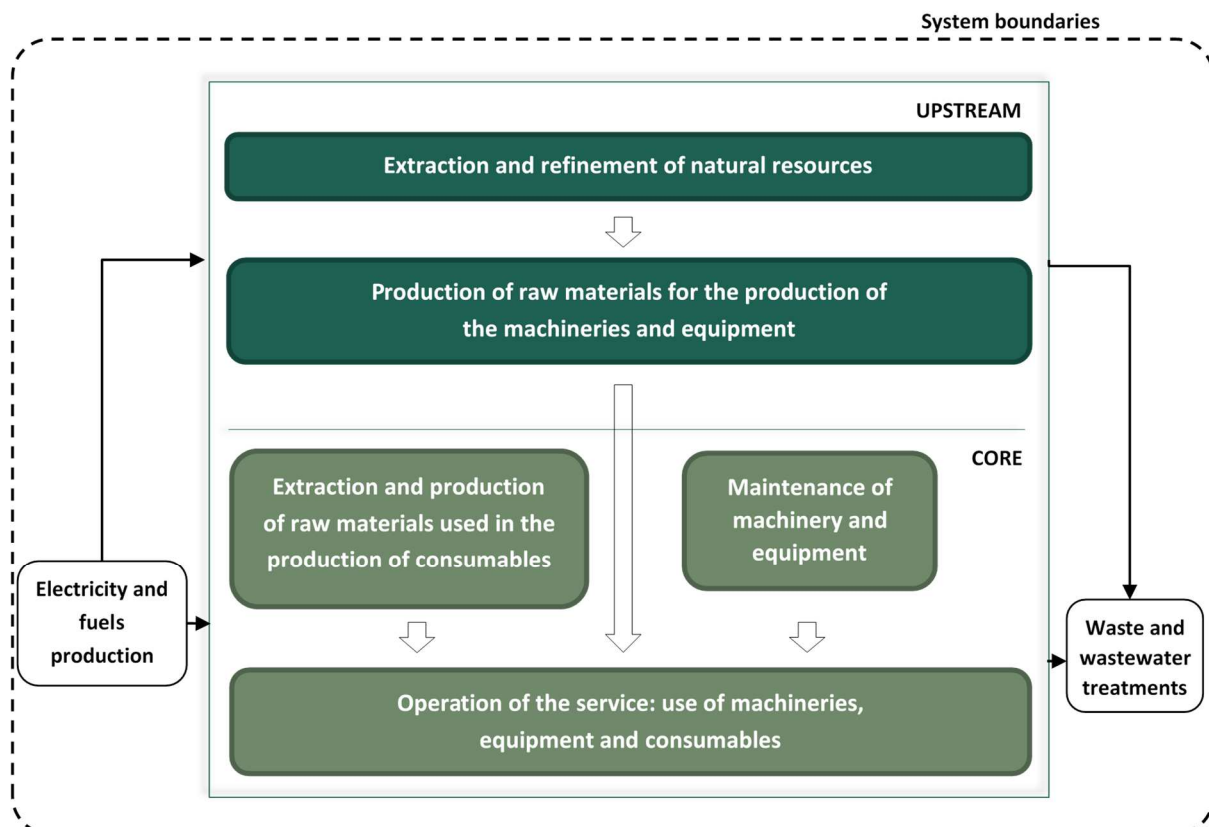 System boundaries
UPSTREAM
Extraction and refinement of natural resources
Production of raw materials for the production of
the machineries and equipment
CORE
Extraction and production
of raw materials used in the
production of consumables
Maintenance of
machinery and
equipment
Electricity and
fuels
production
Waste and
wastewater
treatments
Operation of the service: use of machineries,
equipment and consumables